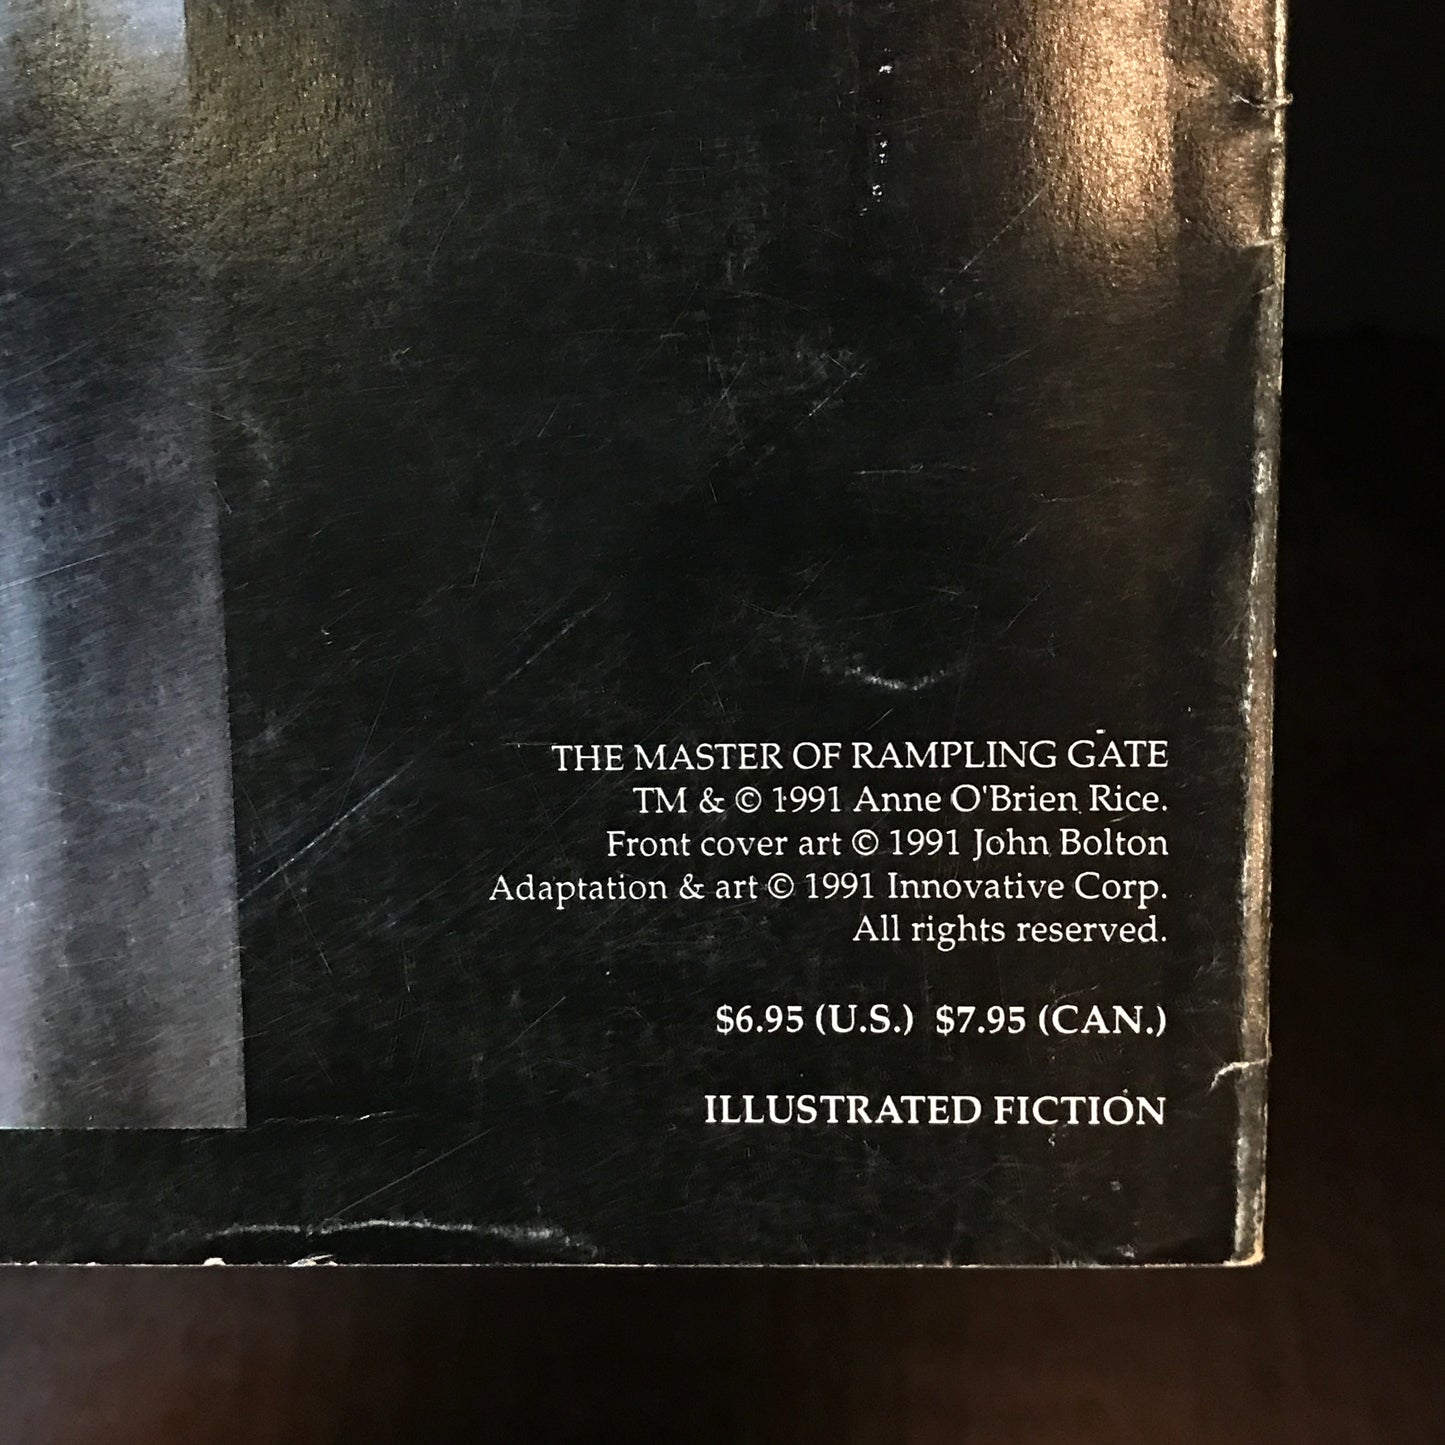 THE MASTER OF RAMPLING GATE
TM & © 1991 Anne O'Brien Rice.
Front cover art © 1991 John Bolton
Adaptation & art © 1991 Innovative Corp.
All rights reserved.
$6.95 (U.S.) $7.95 (CAN.)
ILLUSTRATED FICTION